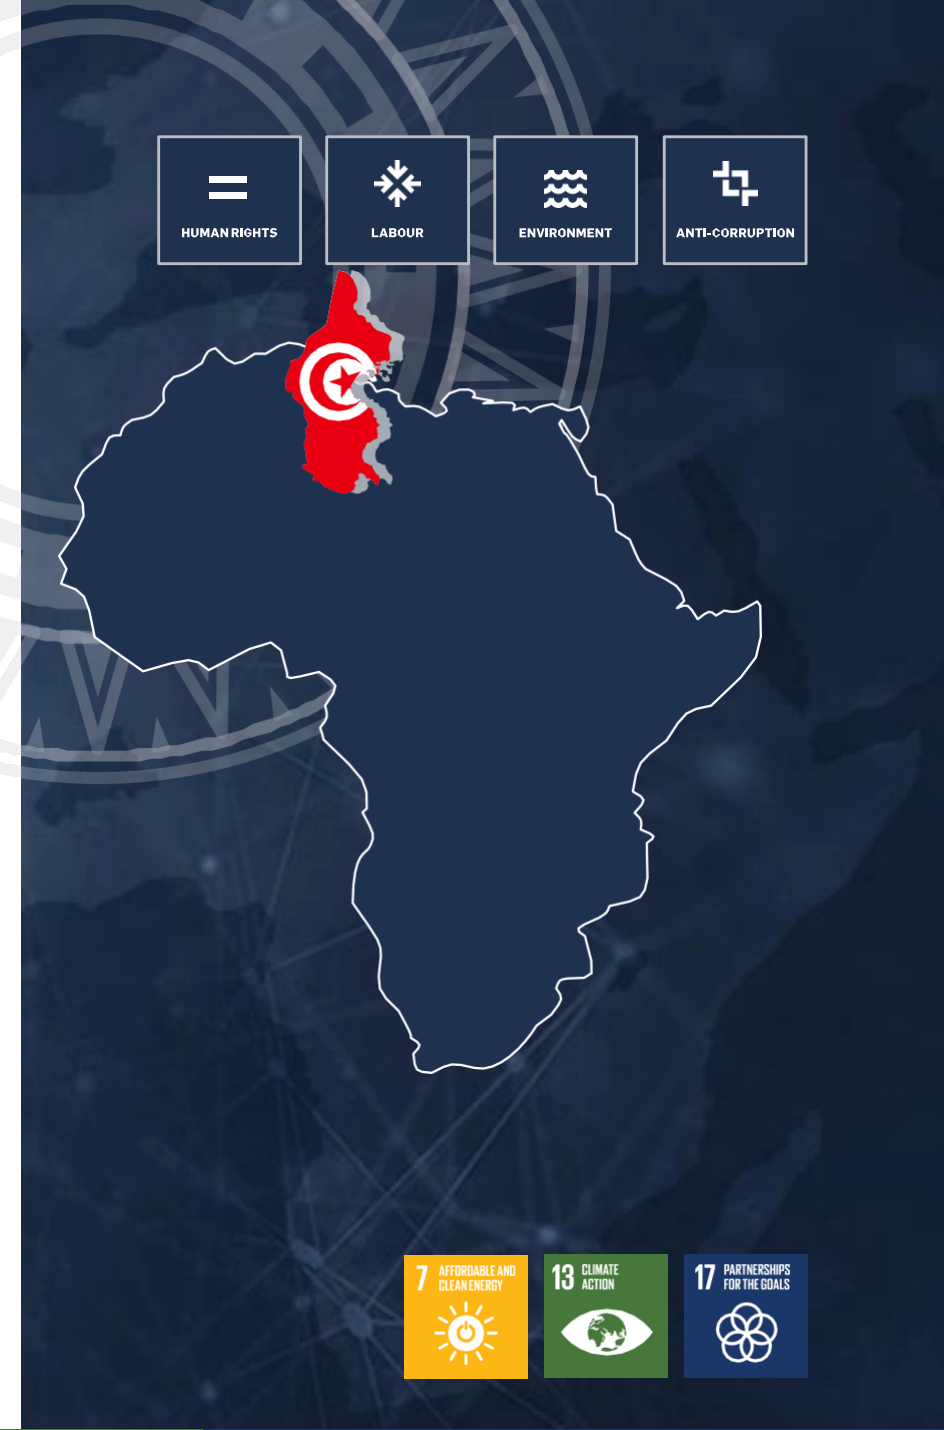 HUMAN RIGHTS
LABOUR
ENVIRONMENT
ANTI-CORRUPTION
7 AFFORDABLE AND
CLEAN ENERGY
13 CLIMATE
ACTION
17 PARTNERSHIPS
FOR THE GOALS